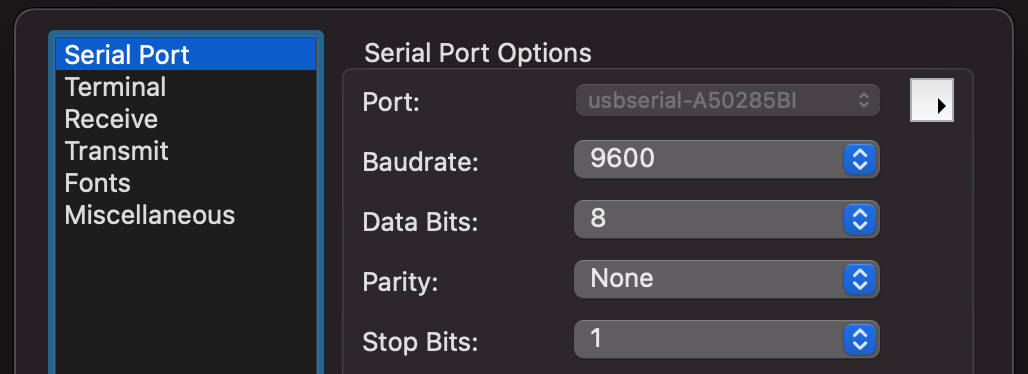 Serial Port
Terminal
Receive
Transmit
Fonts
Miscellaneous
Serial Port Options
Port: usbserial-A50285BI
Baudrate: 9600
Data Bits: 8
Parity: None
Stop Bits: 1